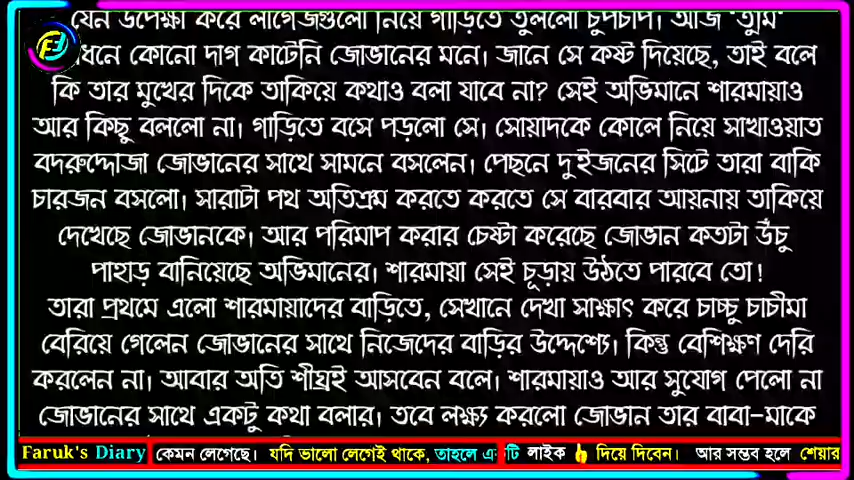 যেন উপেক্ষা করে লাগেজগুলো নিয়ে গাড়িতে তুললো চুপচাপ। আজ "তুমি"
ধনে কোনো দাগ কাটেনি জোভানের মনে। জানে সে কষ্ট দিয়েছে, তাই বলে
কি তার মুখের দিকে তাকিয়ে কথাও বলা যাবে না? সেই অভিমানে শারমায়াও
আর কিছু বললো না। গাড়িতে বসে পড়লো সে। সোয়াদকে কোলে নিয়ে সাখাওয়াত
বদরুদ্দোজা জোভানের সাথে সামনে বসলেন। পেছনে দুইজনের সিটে তারা বাকি
চারজন বসলো। সারাটা পথ অতিশ্রম করতে করতে সে বারবার আয়নায় তাকিয়ে
দেখেছে জোভানকে। আর পরিমাপ করার চেষ্টা করেছে জোভান কতটা উঁচু
পাহাড় বানিয়েছে অভিমানের। শারমায়া সেই চূড়ায় উঠতে পারবে তো!
তারা প্রথমে এলো শারমায়াদের বাড়িতে, সেখানে দেখা সাক্ষাৎ করে চাচ্চু চাচীমা
বেরিয়ে গেলেন জোভানের সাথে নিজেদের বাড়ির উদ্দেশ্যে। কিন্তু বেশিক্ষণ দেরি
করলেন না। আবার অতি শীঘ্রই আসবেন বলে। শারমায়াও আর সুযোগ পেলো না
জোভানের সাথে একটু কথা বলার। তবে লক্ষ্য করলো জোভান তার বাবা-মাকে
Faruk's Diary কেমন লেগেছে। যদি ভালো লেগেই থাকে, তাহলে একটি লাইক 👍 দিয়ে দিবেন। আর সম্ভব হলে শেয়ার